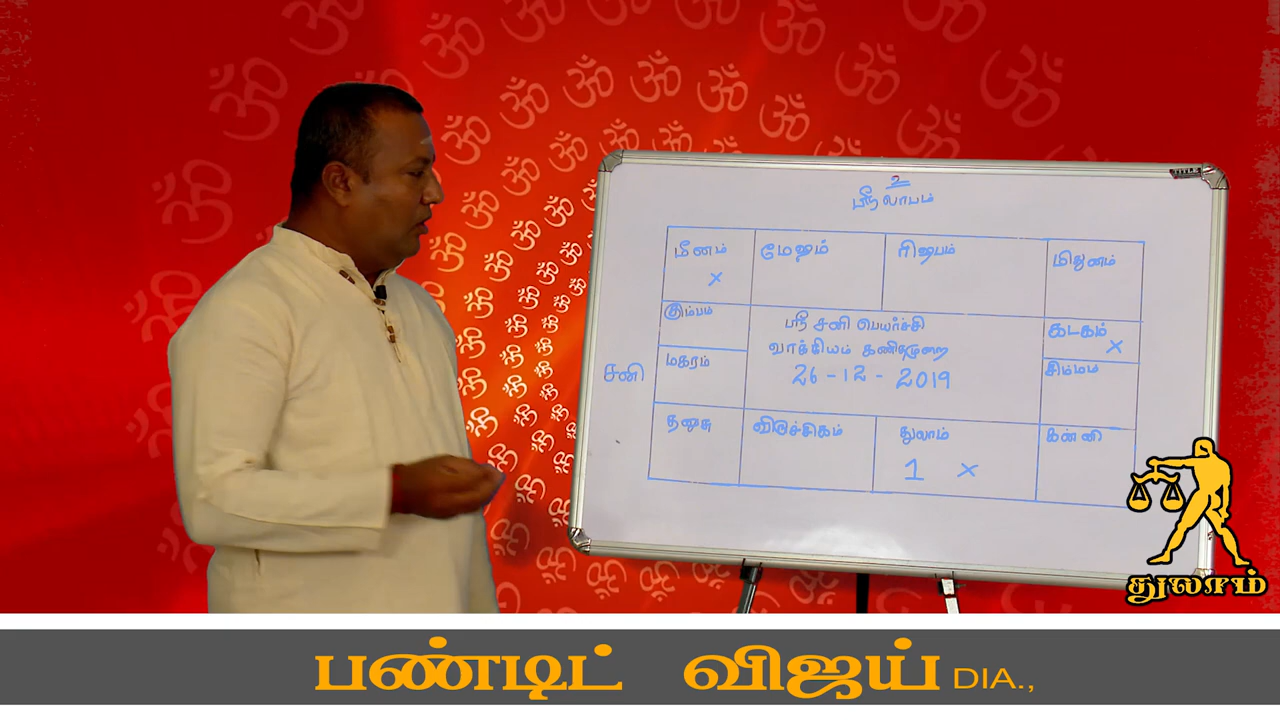 உ
ஸ்ரீ லாபம்
மீனம் மேஷம் ரிஷபம் மிதுனம்
×
கும்பம் ஸ்ரீ சனி பெயர்ச்சி கடகம்
வாக்கியம் கணிதமுறை ×
சனி மகரம் 26-12-2019 சிம்மம்
தனுசு விருச்சிகம் துலாம் கன்னி
1 ×
துலாம்
பண்டிட் விஜய் DIA.,